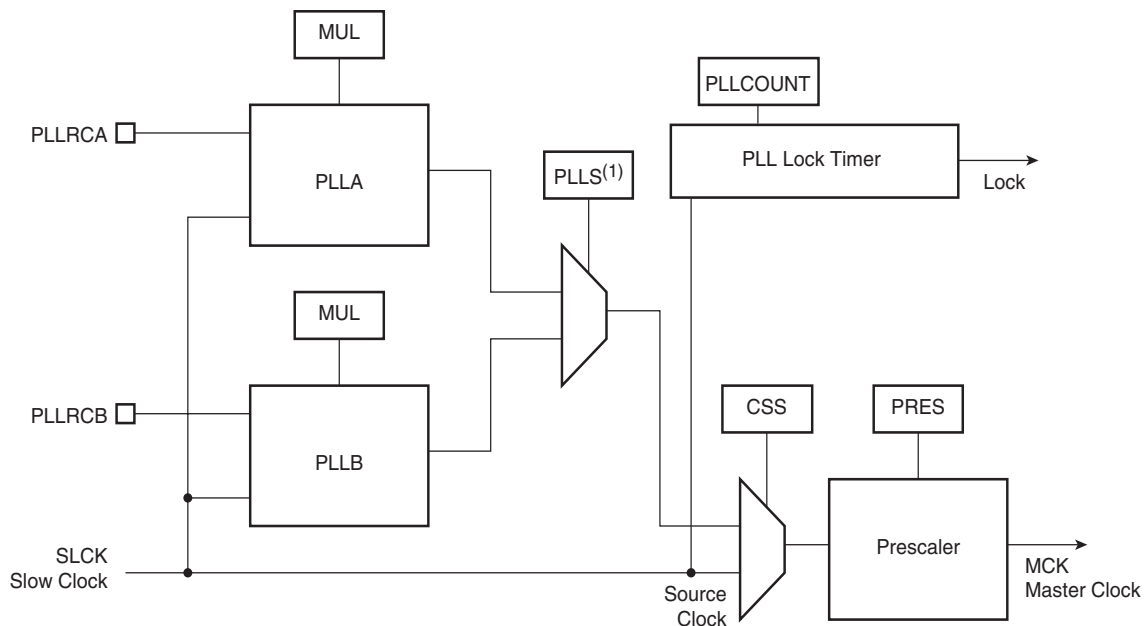 MUL
PLLCOUNT
PLLRCA
PLLA
PLL Lock Timer
Lock
PLLS(1)
MUL
PLLRCB
PLLB
CSS
PRES
SLCK
Slow Clock
Source
Clock
Prescaler
MCK
Master Clock